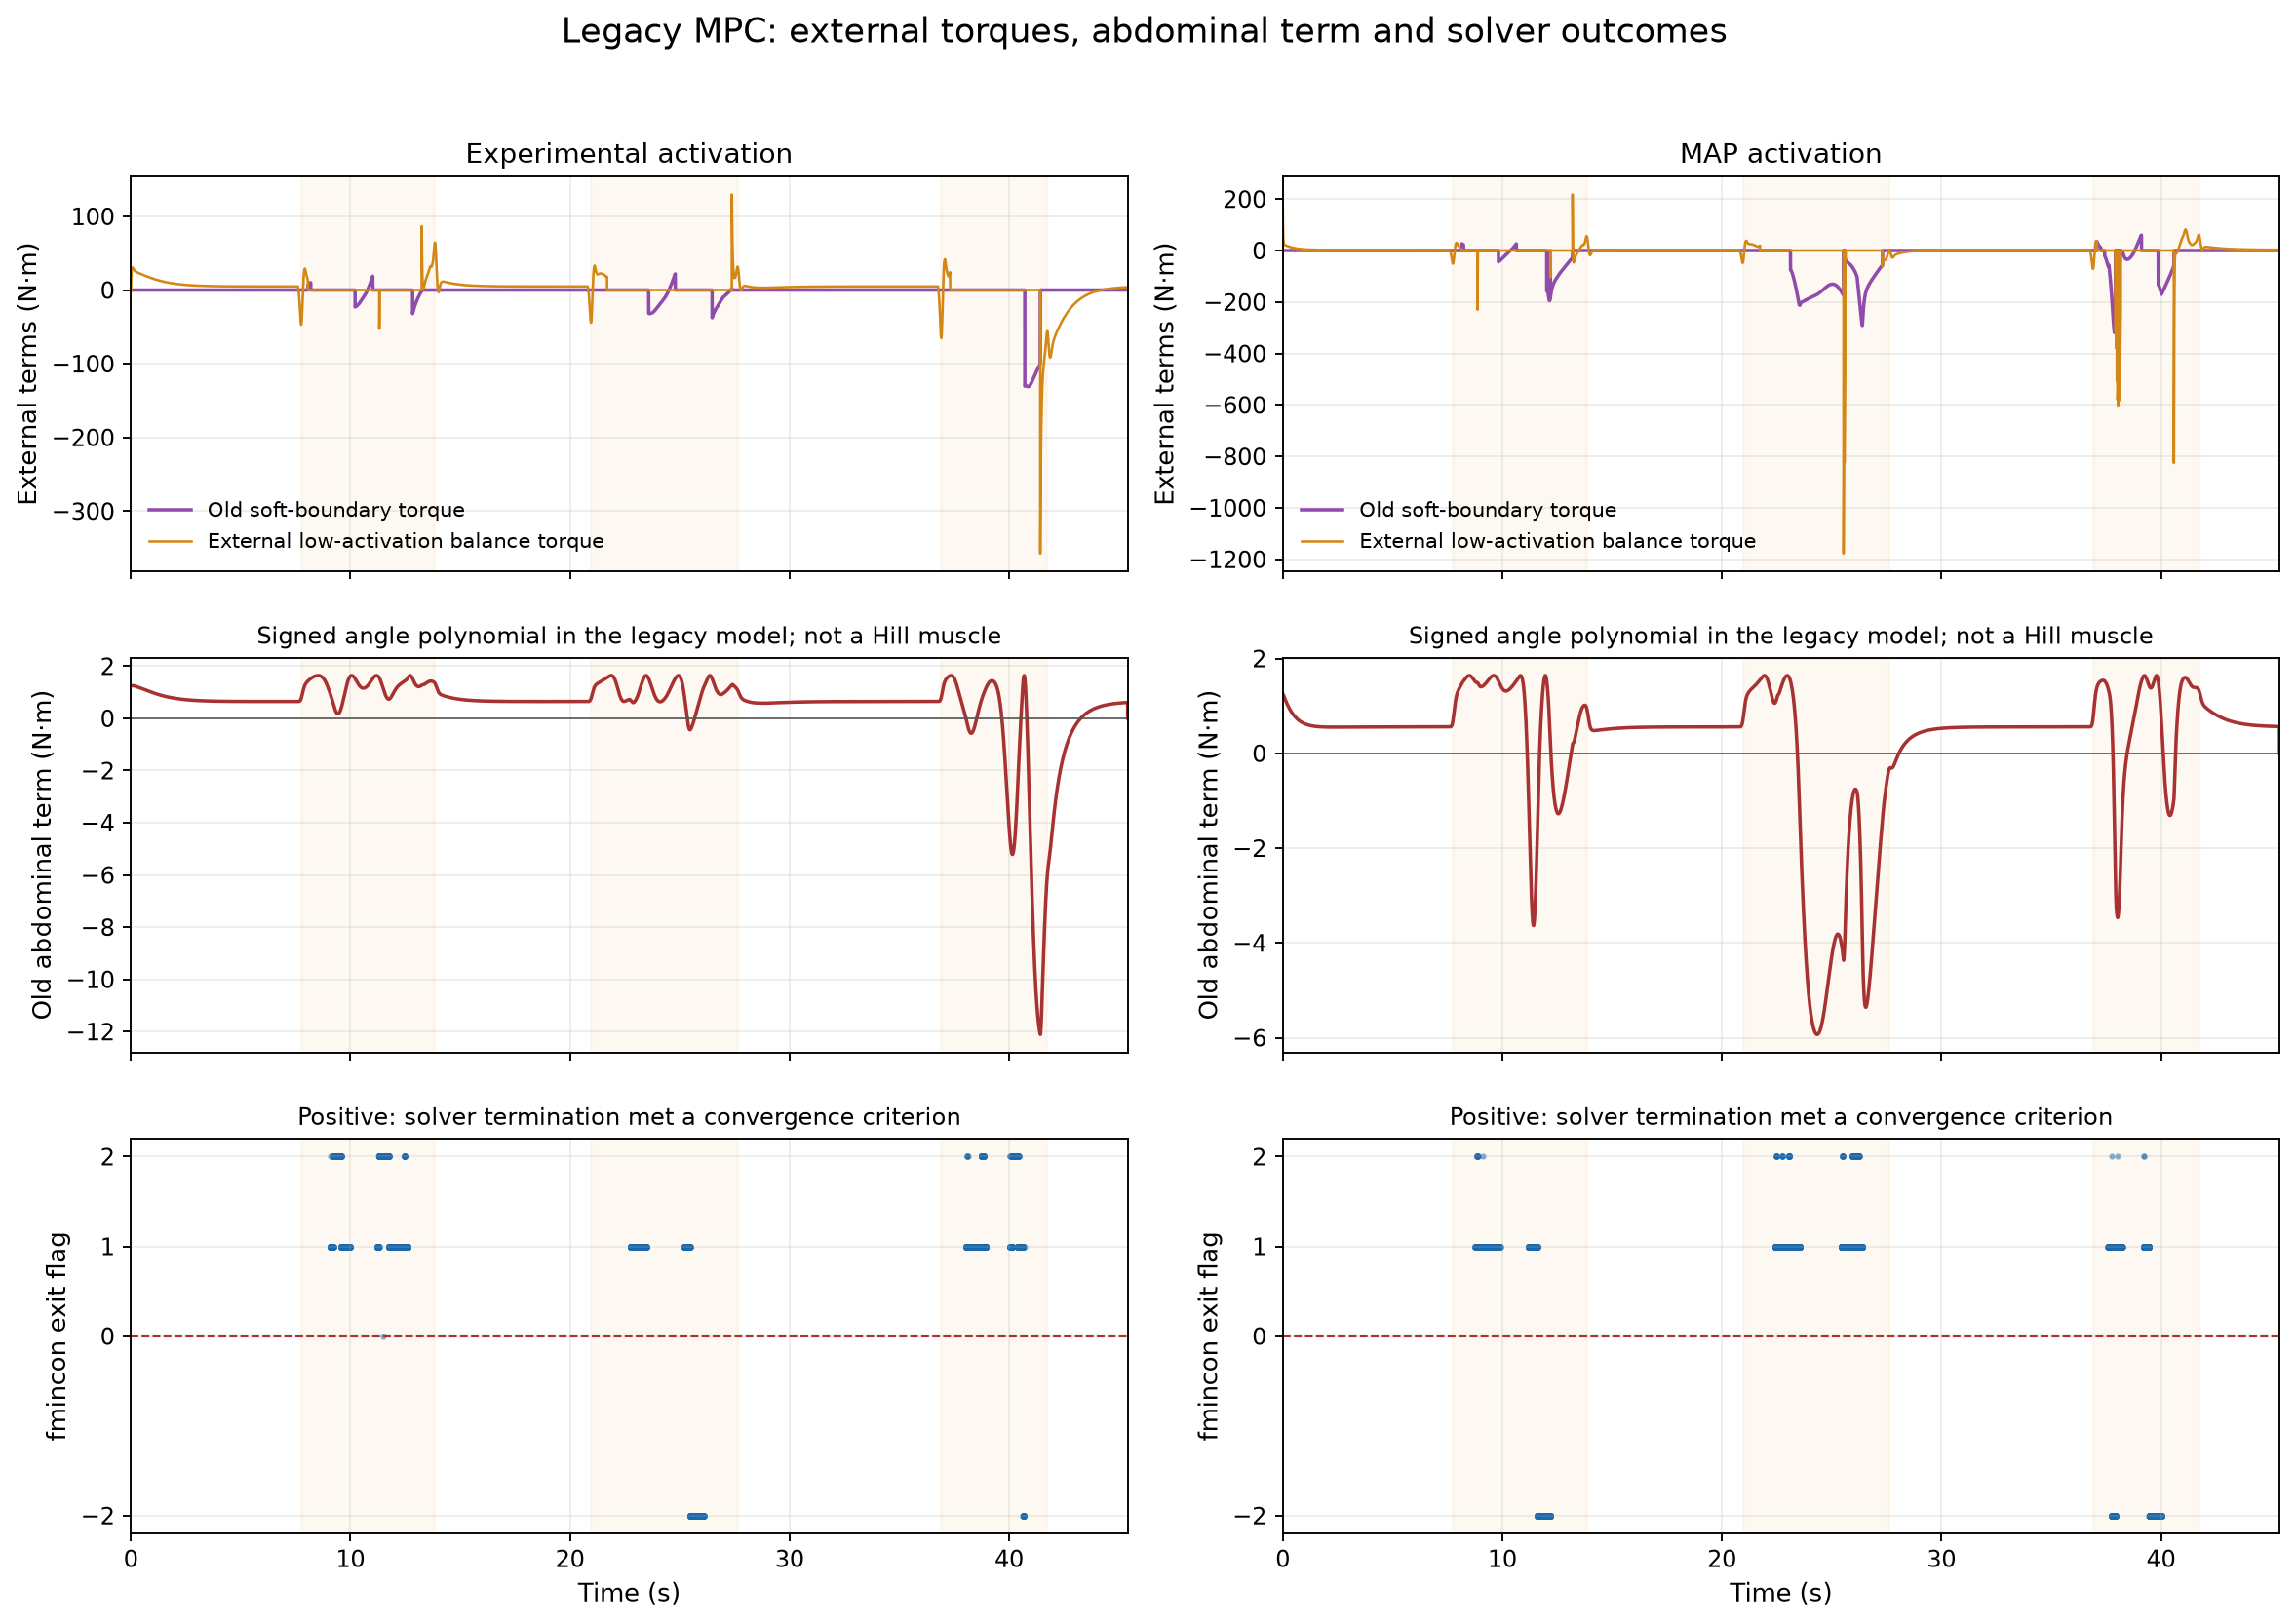 Legacy MPC: external torques, abdominal term and solver outcomes
Experimental activation
External terms (N·m)
100
0
−100
−200
−300
Old soft-boundary torque
External low-activation balance torque
MAP activation
External terms (N·m)
200
0
−200
−400
−600
−800
−1000
−1200
Old soft-boundary torque
External low-activation balance torque
Signed angle polynomial in the legacy model; not a Hill muscle
Old abdominal term (N·m)
2
0
−2
−4
−6
−8
−10
−12
Signed angle polynomial in the legacy model; not a Hill muscle
Old abdominal term (N·m)
2
0
−2
−4
−6
Positive: solver termination met a convergence criterion
fmincon exit flag
2
1
0
−2
0 10 20 30 40
Time (s)
Positive: solver termination met a convergence criterion
fmincon exit flag
2
1
0
−2
0 10 20 30 40
Time (s)